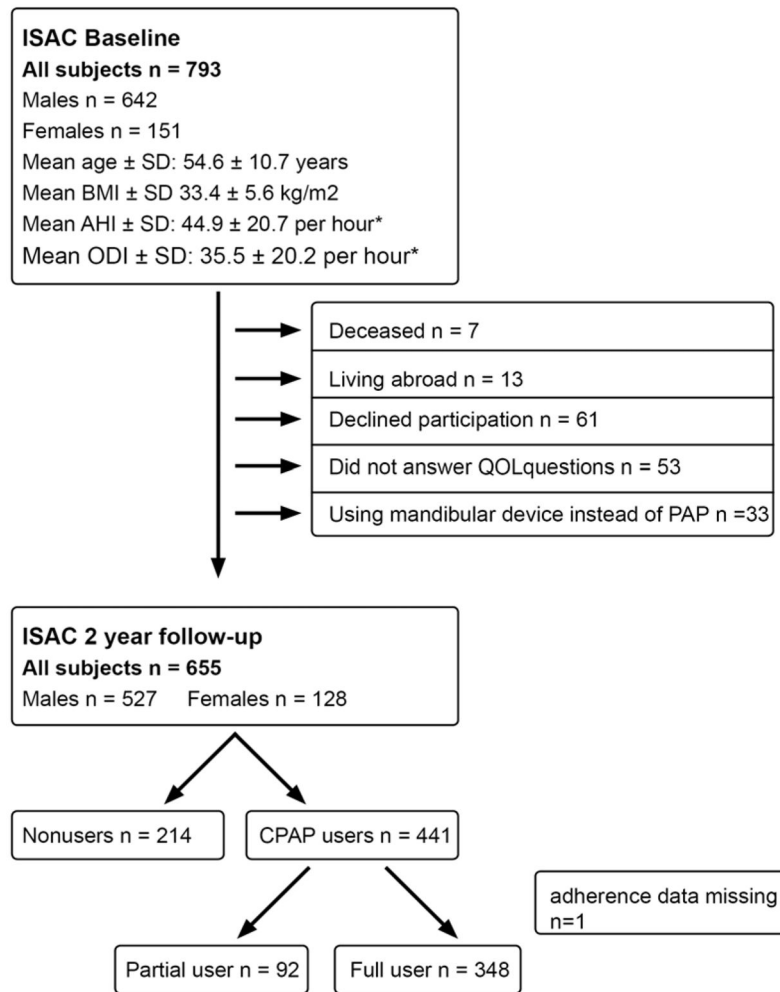 ISAC Baseline
All subjects n = 793
Males n = 642
Females n = 151
Mean age ± SD: 54.6 ± 10.7 years
Mean BMI ± SD 33.4 ± 5.6 kg/m2
Mean AHI ± SD: 44.9 ± 20.7 per hour*
Mean ODI ± SD: 35.5 ± 20.2 per hour*
Deceased n = 7
Living abroad n = 13
Declined participation n = 61
Did not answer QOLquestions n = 53
Using mandibular device instead of PAP n =33
ISAC 2 year follow-up
All subjects n = 655
Males n = 527 Females n = 128
Nonusers n = 214
CPAP users n = 441
adherence data missing
n=1
Partial user n = 92
Full user n = 348